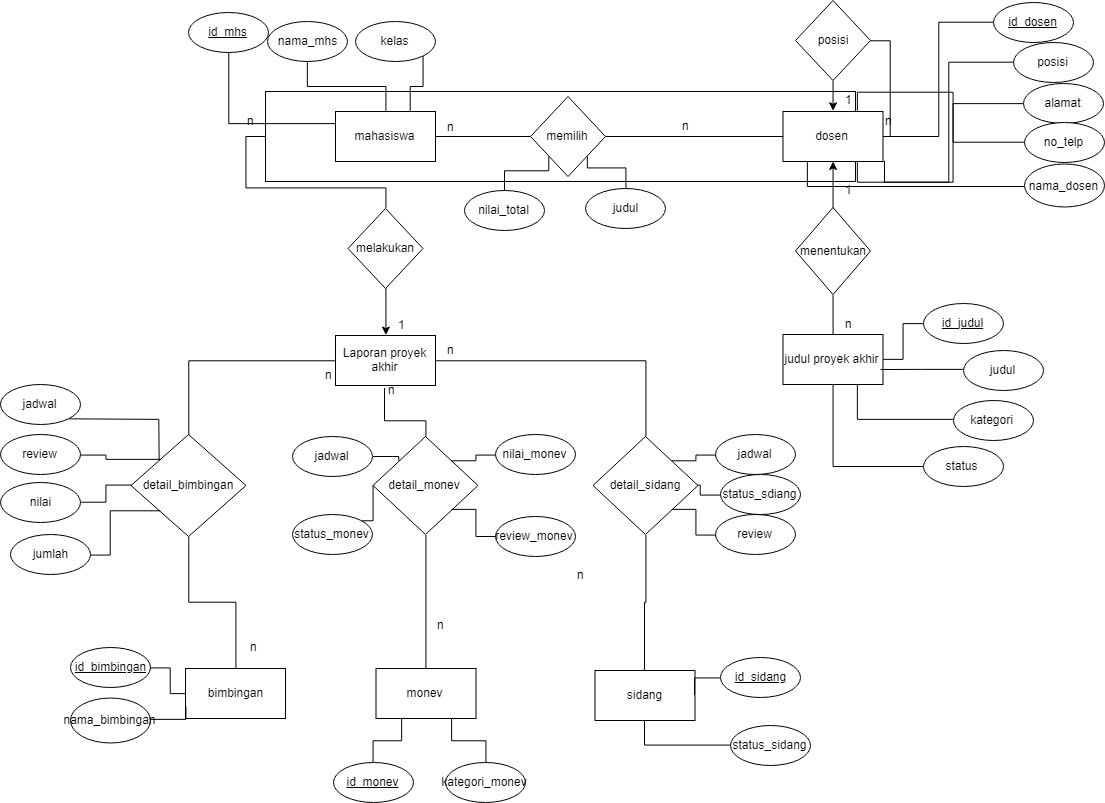 id_mhs
nama_mhs
kelas
posisi
id_dosen
posisi
alamat
no_telp
nama_dosen
1
n
n
mahasiswa
n
memilih
n
dosen
nilai_total
judul
1
melakukan
menentukan
1
n
Laporan proyek
akhir
n
n
n
judul proyek akhir
id_judul
judul
kategori
status
jadwal
review
nilai
jumlah
detail_bimbingan
jadwal
status_monev
detail_monev
nilai_monev
review_monev
detail_sidang
jadwal
status_sdiang
review
n
n
n
id_bimbingan
nama_bimbingan
bimbingan
monev
sidang
id_sidang
status_sidang
id_monev
kategori_monev